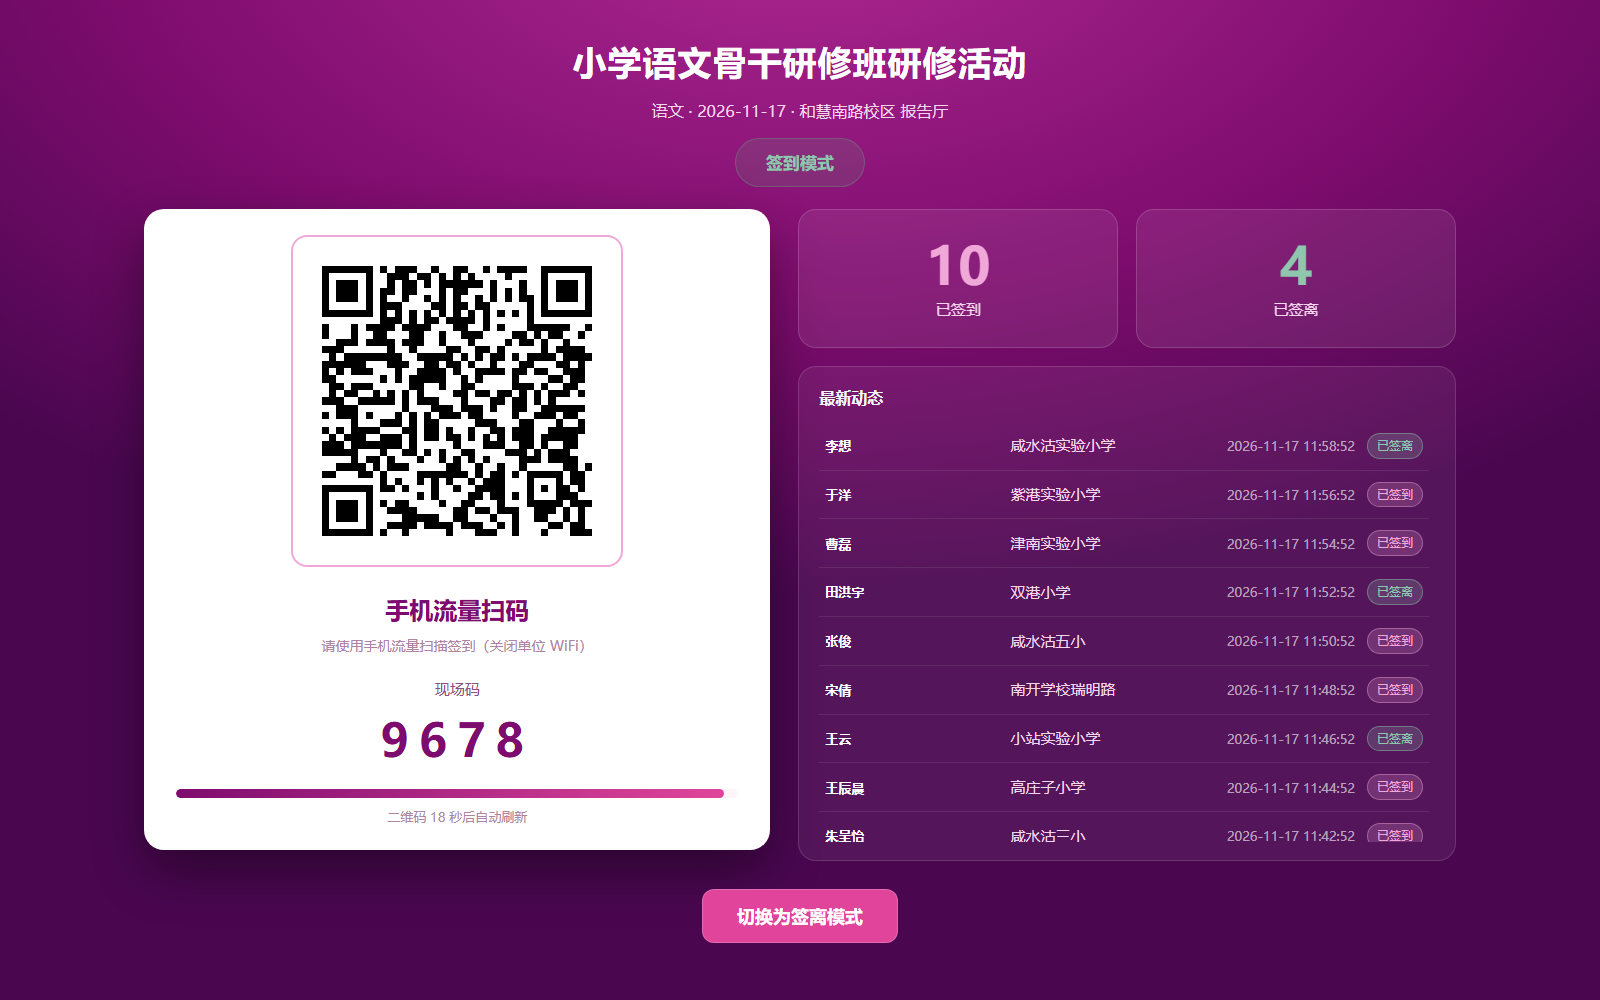 小学语文骨干研修班研修活动
语文 · 2026-11-17 · 和慧南路校区 报告厅
签到模式
手机流量扫码
请使用手机流量扫描签到（关闭单位 WiFi）
现场码
9678
二维码 18 秒后自动刷新
10
已签到
4
已签离
最新动态
李想 咸水沽实验小学 2026-11-17 11:58:52 已签离
于洋 紫港实验小学 2026-11-17 11:56:52 已签到
曹磊 津南实验小学 2026-11-17 11:54:52 已签到
田洪宇 双港小学 2026-11-17 11:52:52 已签离
张俊 咸水沽五小 2026-11-17 11:50:52 已签到
宋倩 南开学校瑞明路 2026-11-17 11:48:52 已签到
王云 小站实验小学 2026-11-17 11:46:52 已签离
王辰晨 高庄子小学 2026-11-17 11:44:52 已签到
朱呈怡 咸水沽三小 2026-11-17 11:42:52 已签到
切换为签离模式